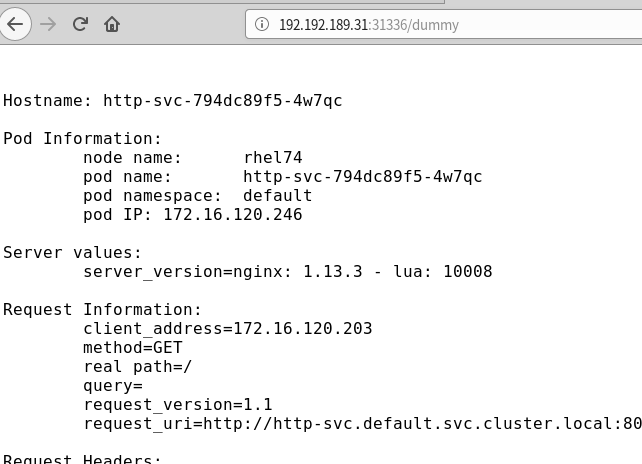 192.192.189.31:31336/dummy
Hostname: http-svc-794dc89f5-4w7qc
Pod Information:
node name: rhel74
pod name: http-svc-794dc89f5-4w7qc
pod namespace: default
pod IP: 172.16.120.246
Server values:
server_version=nginx: 1.13.3 - lua: 10008
Request Information:
client_address=172.16.120.203
method=GET
real path=/
query=
request_version=1.1
request_uri=http://http-svc.default.svc.cluster.local:80
Request Headers: